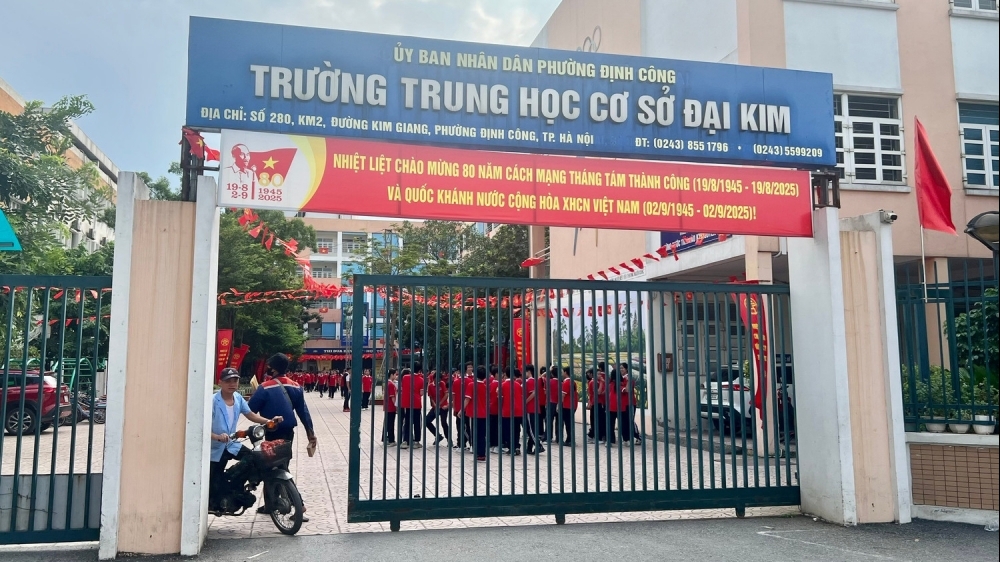 ỦY BAN NHÂN DÂN PHƯỜNG ĐỊNH CÔNG
TRƯỜNG TRUNG HỌC CƠ SỞ ĐẠI KIM
ĐỊA CHỈ: SỐ 280, KM2, ĐƯỜNG KIM GIANG, PHƯỜNG ĐỊNH CÔNG, TP. HÀ NỘI ĐT: (0243) 855 1796 • (0243) 5599209
NHIỆT LIỆT CHÀO MỪNG 80 NĂM CÁCH MẠNG THÁNG TÁM THÀNH CÔNG (19/8/1945 - 19/8/2025)
VÀ QUỐC KHÁNH NƯỚC CỘNG HÒA XHCN VIỆT NAM (02/9/1945 - 02/9/2025)!
80
19-8 1945
2-9 2025